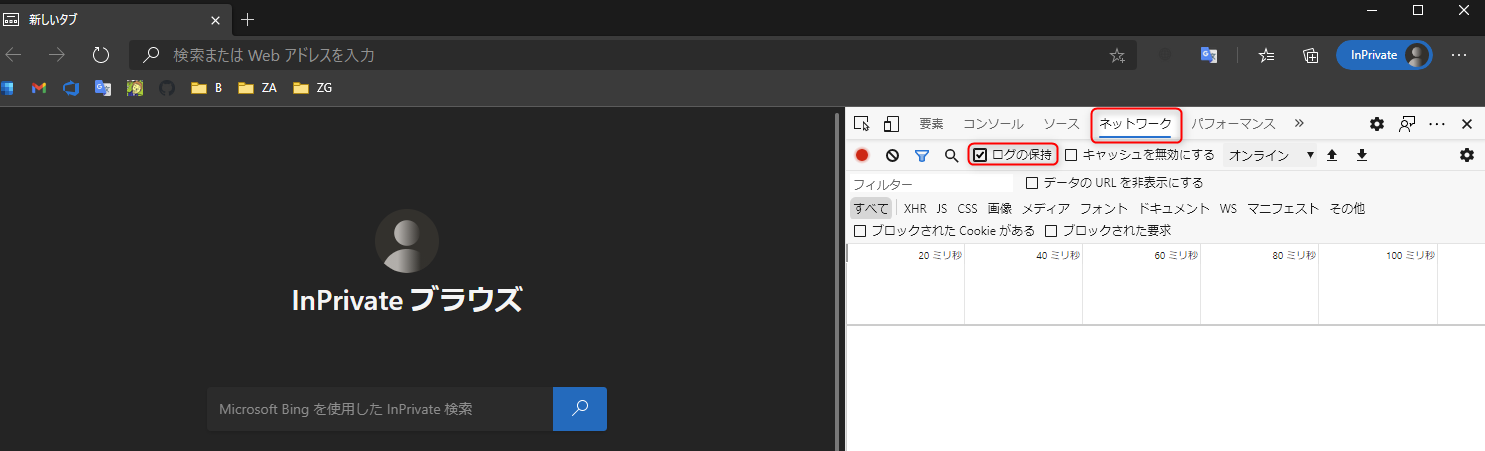 新しいタブ
検索または Web アドレスを入力
InPrivate
B ZA ZG
要素 コンソール ソース ネットワーク パフォーマンス
ログの保持 キャッシュを無効にする オンライン
フィルター データの URL を非表示にする
すべて XHR JS CSS 画像 メディア フォント ドキュメント WS マニフェスト その他
ブロックされた Cookie がある ブロックされた要求
20 ミリ秒 40 ミリ秒 60 ミリ秒 80 ミリ秒 100 ミリ秒
InPrivate ブラウズ
Microsoft Bing を使用した InPrivate 検索